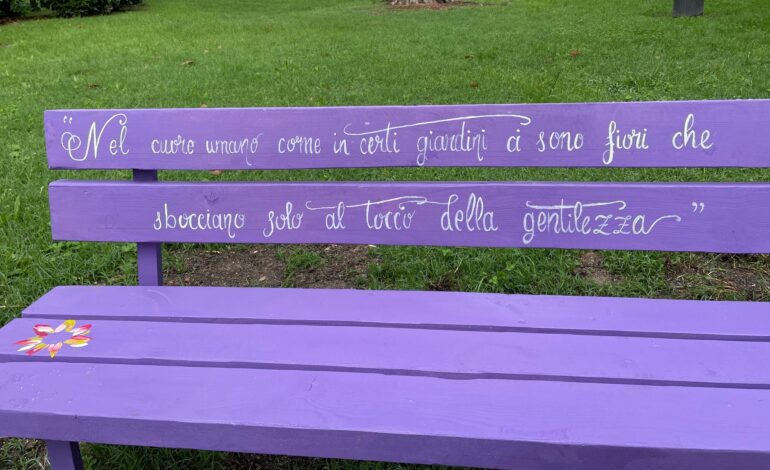 "Nel cuore umano come in certi giardini ci sono fiori che
sbocciano solo al tocco della gentilezza"